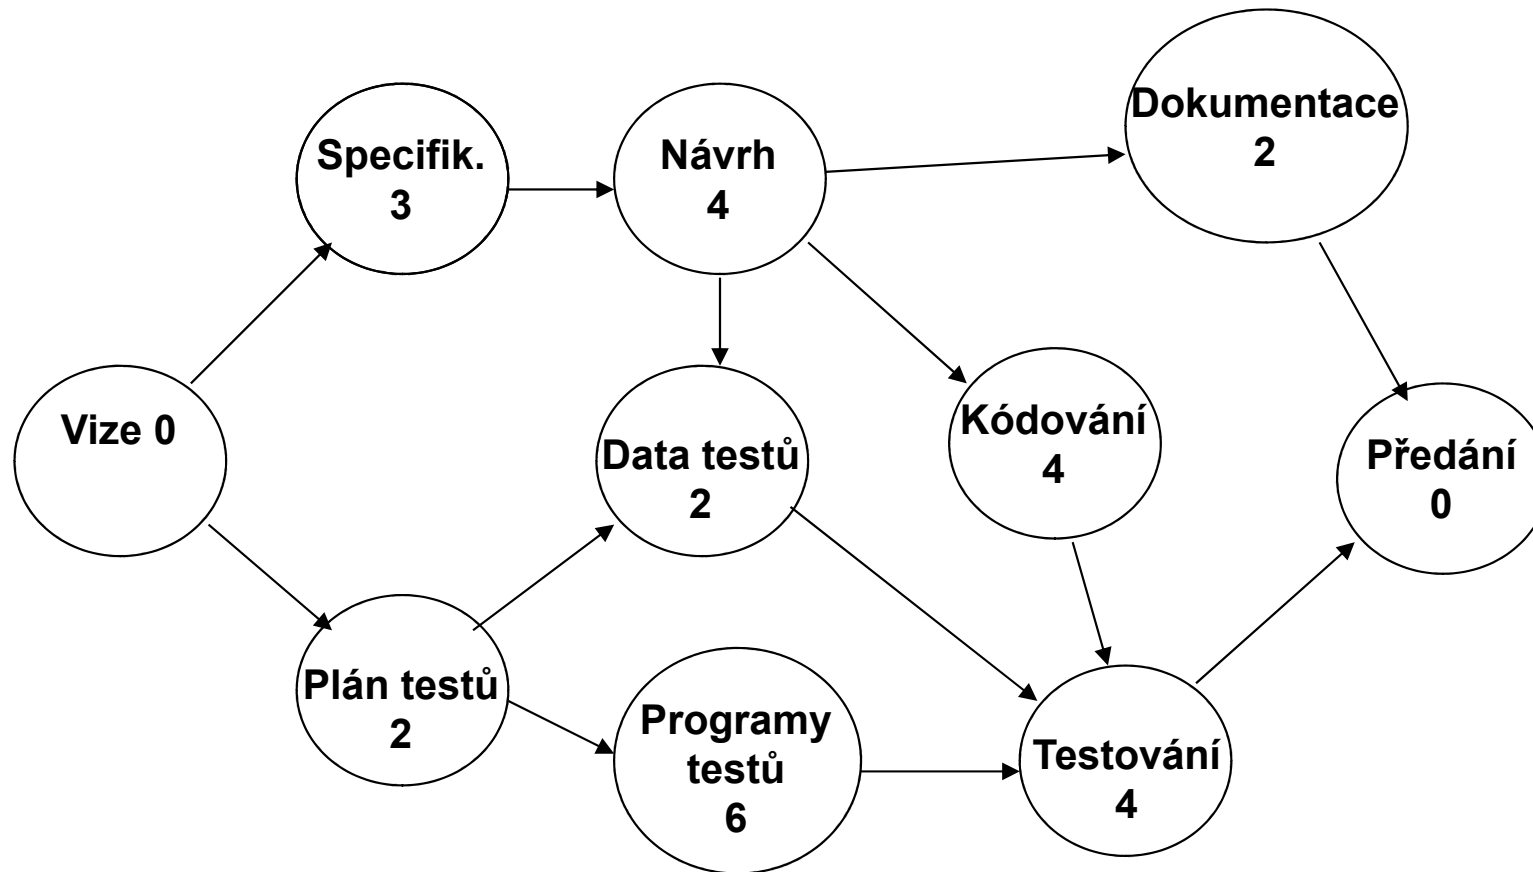 Dokumentace
2
Specifik.
3
Návrh
4
Vize 0
Data testů
2
Kódování
4
Předání
0
Plán testů
2
Programy
testů
6
Testování
4